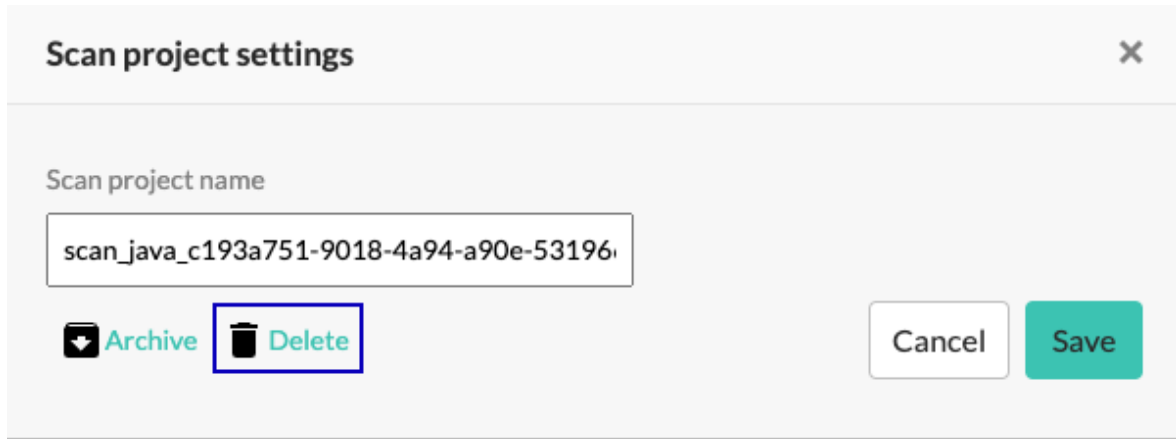 Scan project settings
Scan project name
scan_java_c193a751-9018-4a94-a90e-53196
Archive Delete Cancel Save